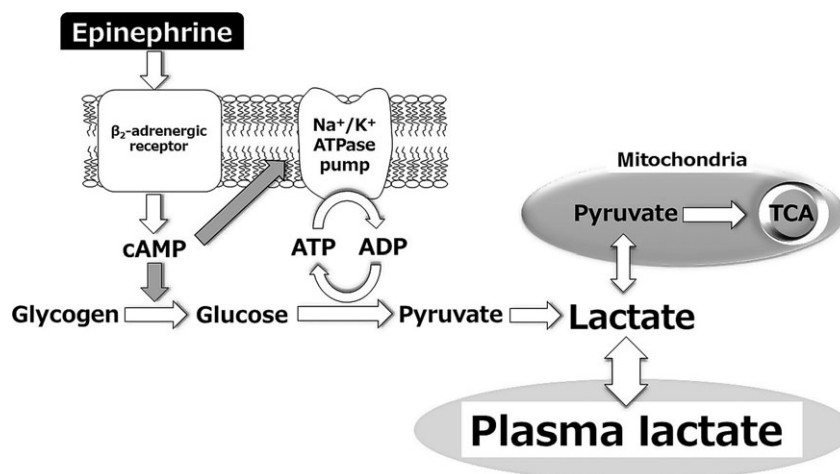 Epinephrine
β₂-adrenergic
receptor
Na⁺/K⁺
ATPase
pump
Mitochondria
Pyruvate
TCA
cAMP
ATP
ADP
Glycogen
Glucose
Pyruvate
Lactate
Plasma lactate